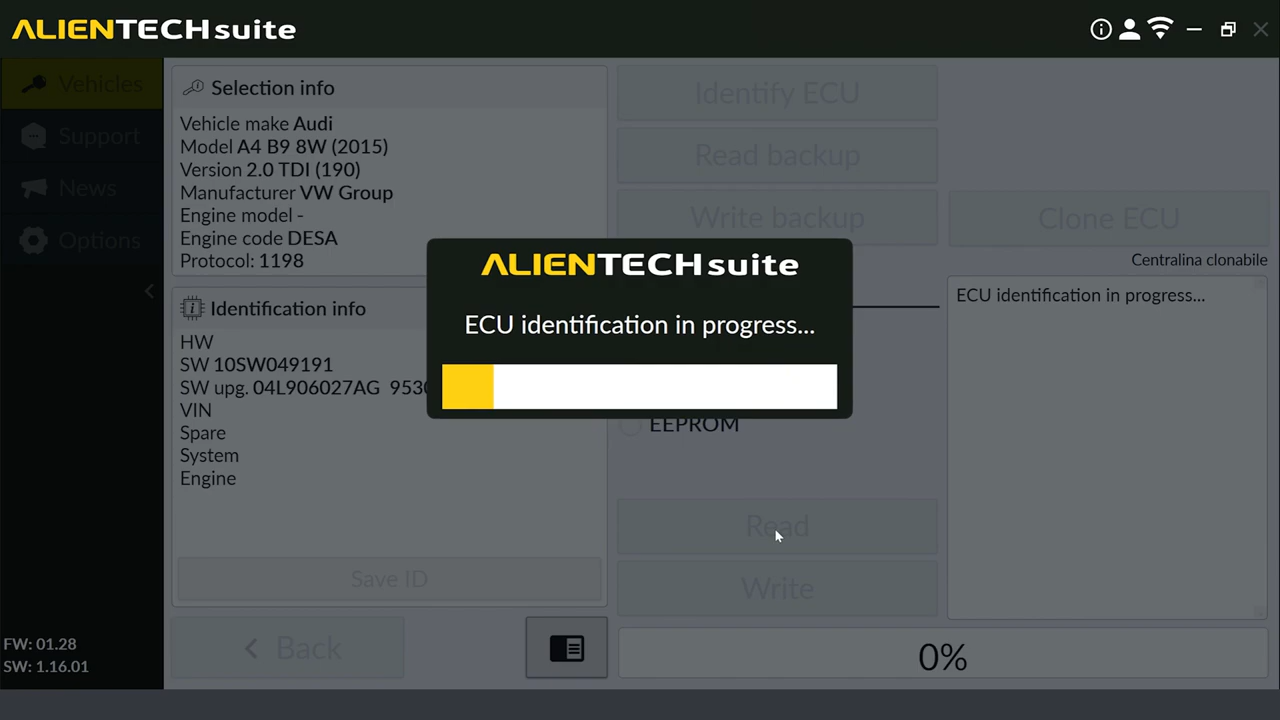 ALIENTECH suite
Vehicles
Support
News
Options
FW: 01.28
SW: 1.16.01
Selection info
Vehicle make Audi
Model A4 B9 8W (2015)
Version 2.0 TDI (190)
Manufacturer VW Group
Engine model -
Engine code DESA
Protocol: 1198
Identification info
HW
SW 10SW049191
SW upg. 04L906027AG 953
VIN
Spare
System
Engine
Save ID
Back
ALIENTECH suite
ECU identification in progress...
Identify ECU
Read backup
Write backup
EEPROM
Read
Write
Clone ECU
Centralina clonabile
ECU identification in progress...
0%